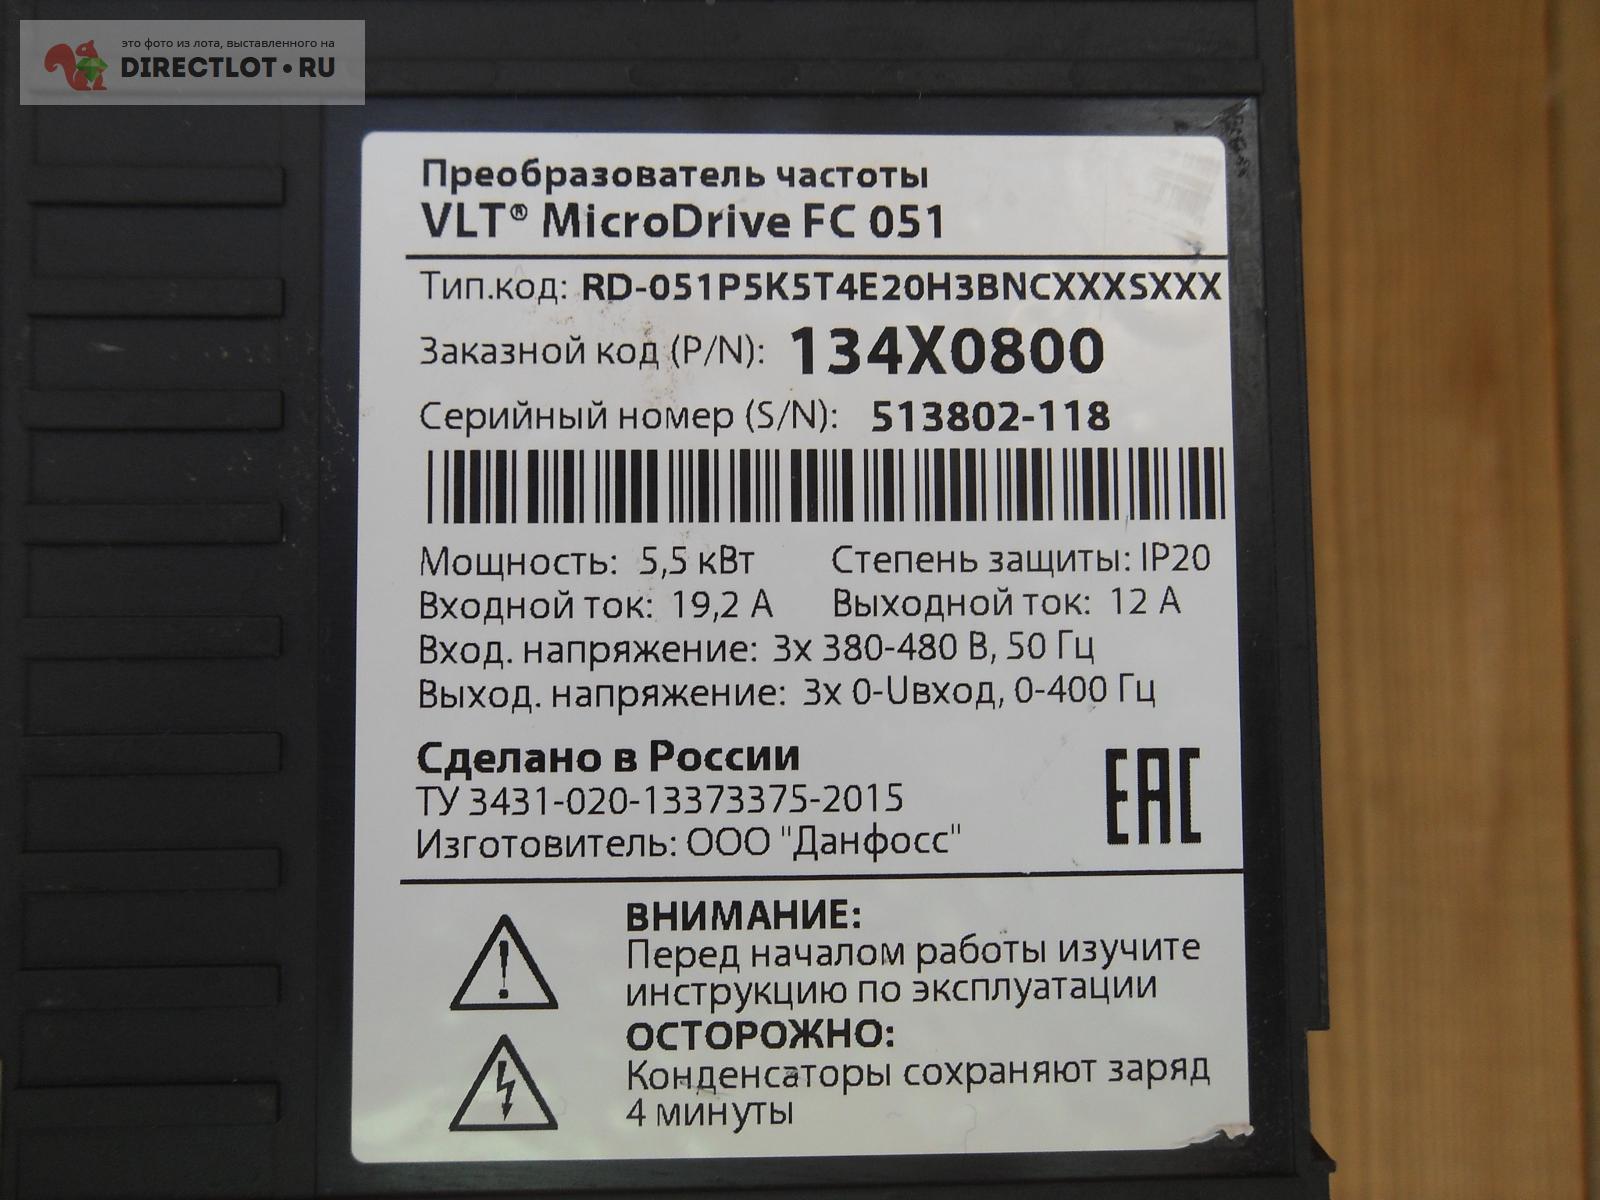 это фото из лота, выставленного на
DIRECTLOT•RU
Преобразователь частоты
VLT® MicroDrive FC 051
Тип.код: RD-051P5K5T4E20H3BNCXXXSXXX
Заказной код (P/N): 134X0800
Серийный номер (S/N): 513802-118
Мощность: 5,5 кВт Степень защиты: IP20
Входной ток: 19,2 А Выходной ток: 12 А
Вход. напряжение: 3x 380-480 В, 50 Гц
Выход. напряжение: 3x 0-Uвход, 0-400 Гц
Сделано в России
ТУ 3431-020-13373375-2015
Изготовитель: ООО "Данфосс"
EAC
ВНИМАНИЕ:
Перед началом работы изучите
инструкцию по эксплуатации
ОСТОРОЖНО:
Конденсаторы сохраняют заряд
4 минуты